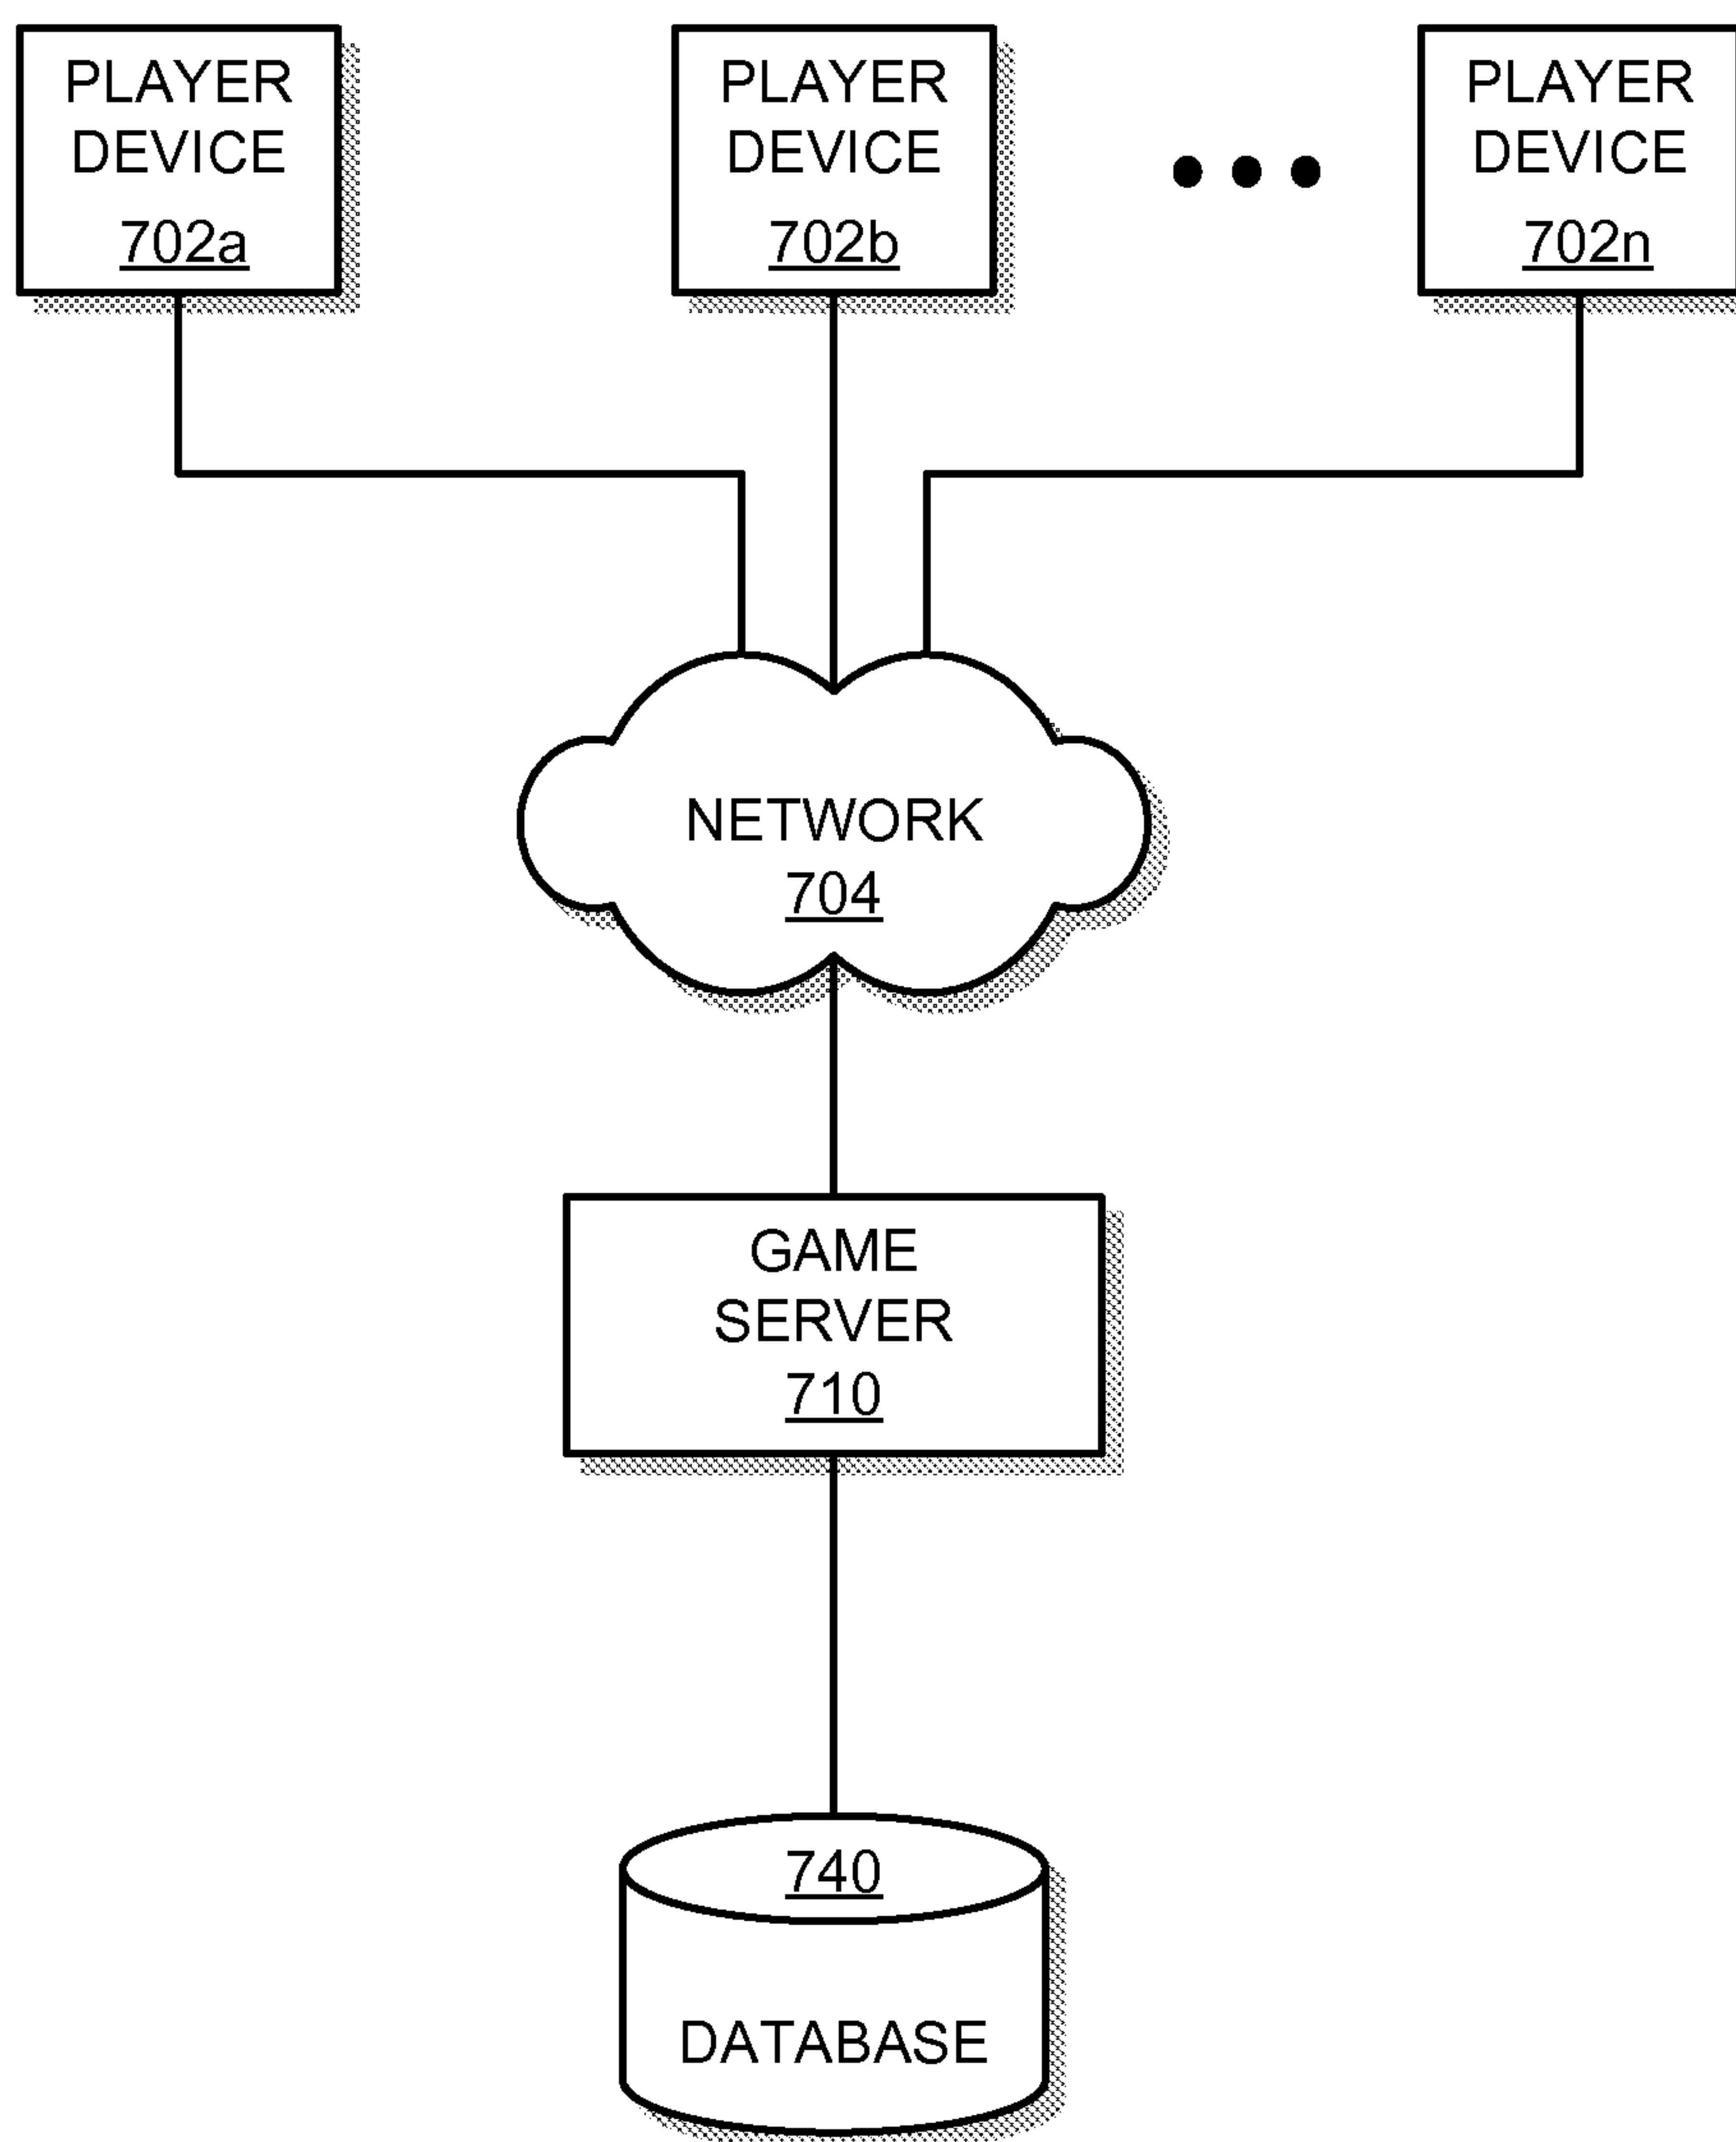 PLAYER
DEVICE
702a
PLAYER
DEVICE
702b
PLAYER
DEVICE
702n
NETWORK
704
GAME
SERVER
710
740
DATABASE